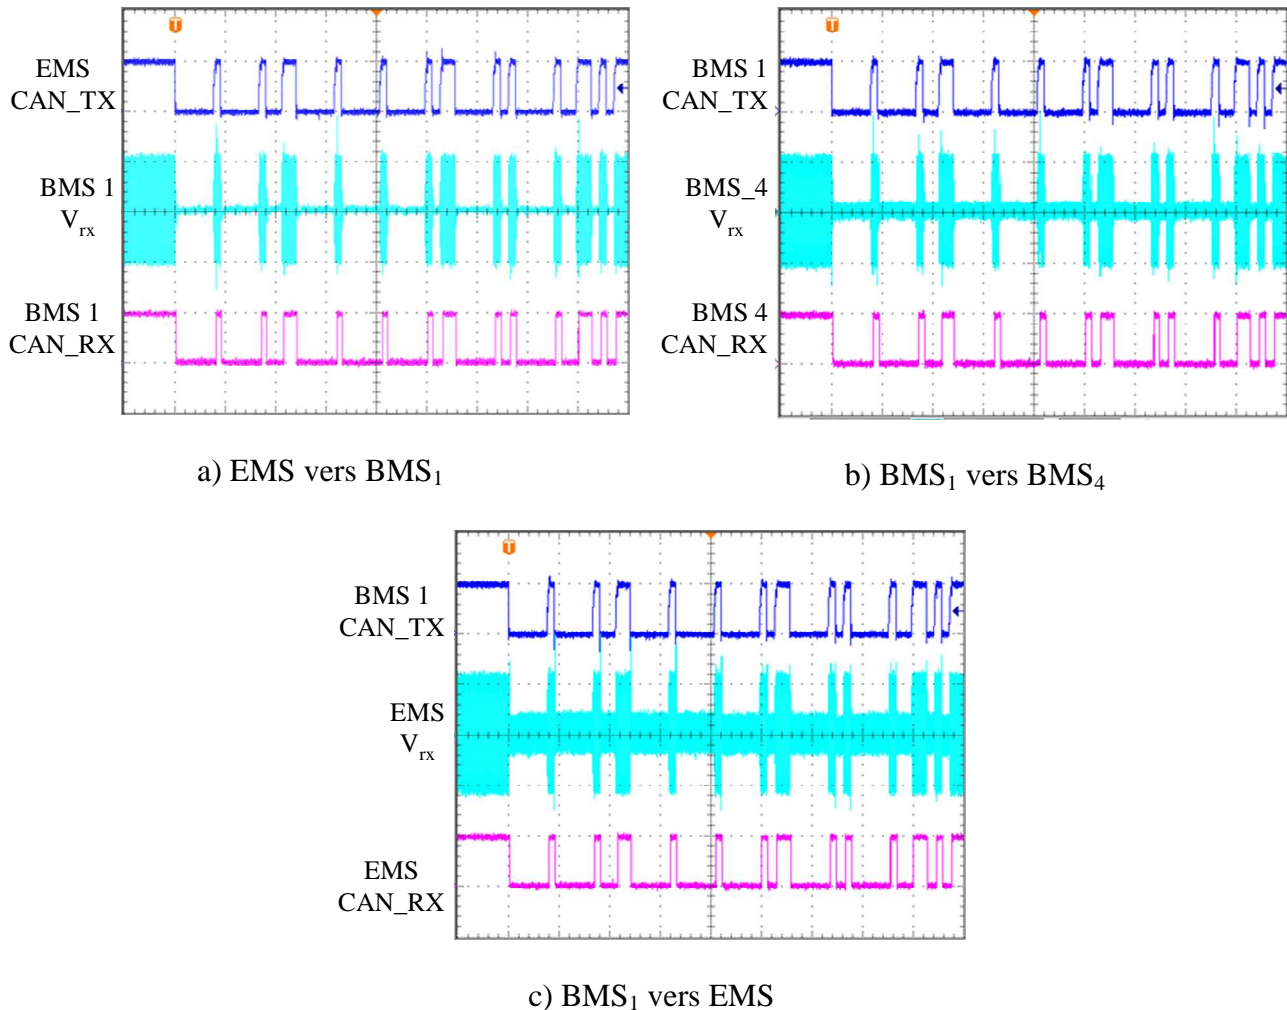 T
EMS
CAN_TX
BMS 1
Vrx
BMS 1
CAN_RX
a) EMS vers BMS1
T
BMS 1
CAN_TX
BMS_4
Vrx
BMS 4
CAN_RX
b) BMS1 vers BMS4
T
BMS 1
CAN_TX
EMS
Vrx
EMS
CAN_RX
c) BMS1 vers EMS